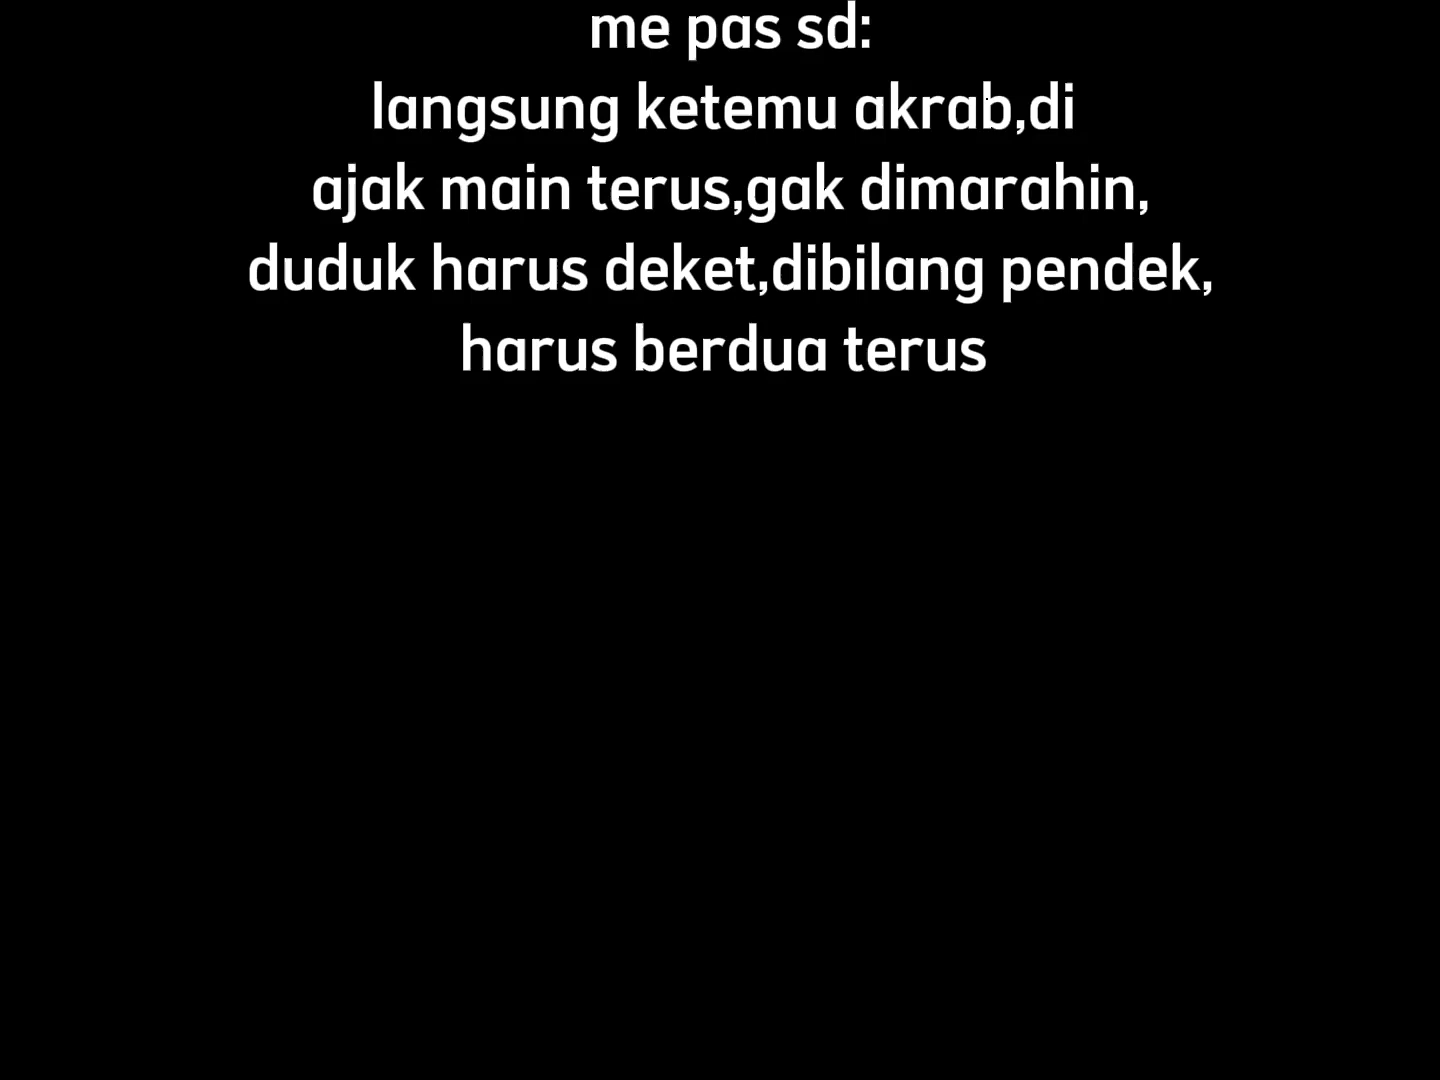 me pas sd:
langsung ketemu akrab,di
ajak main terus,gak dimarahin,
duduk harus deket,dibilang pendek,
harus berdua terus